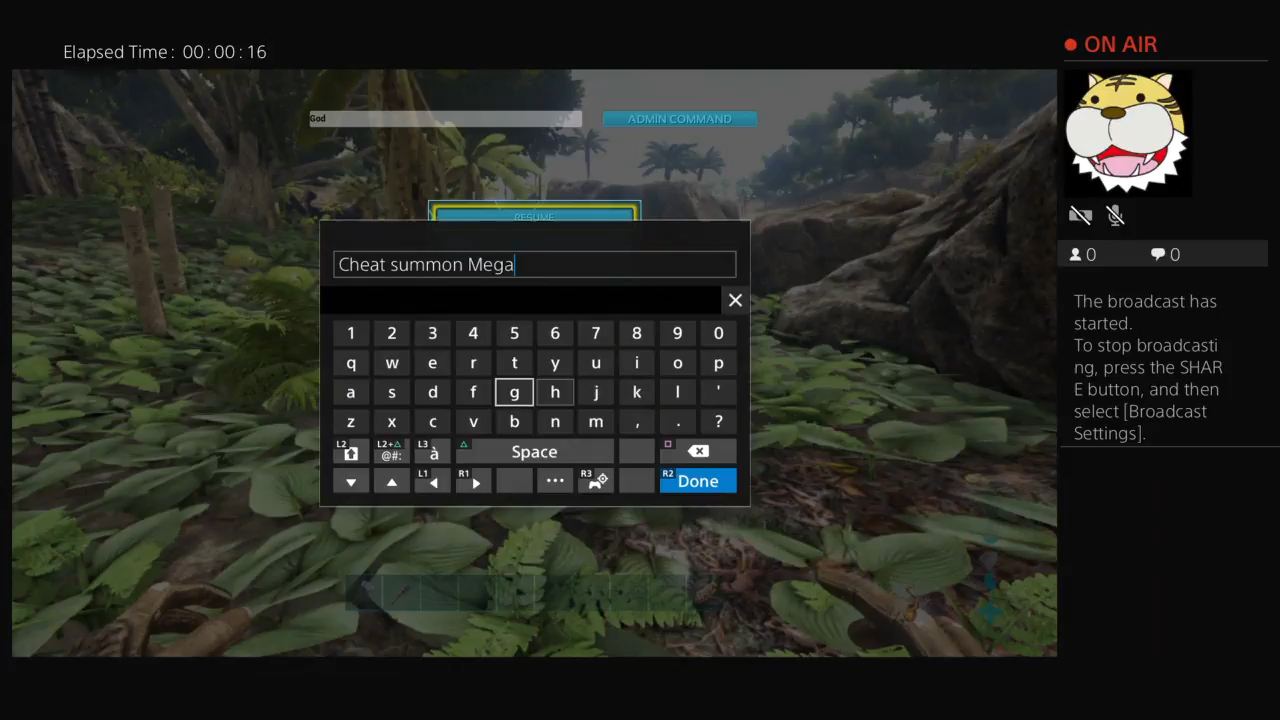 Elapsed Time: 00:00:16
ON AIR
God
ADMIN COMMAND
RESUME
Cheat summon Mega
1 2 3 4 5 6 7 8 9 0
q w e r t y u i o p
a s d f g h j k l '
z x c v b n m , . ?
L2 L2+△ @#: L3 à △ Space
L1 R1 ... R3 R2 Done
0 0
The broadcast has
started.
To stop broadcasti
ng, press the SHAR
E button, and then
select [Broadcast
Settings].